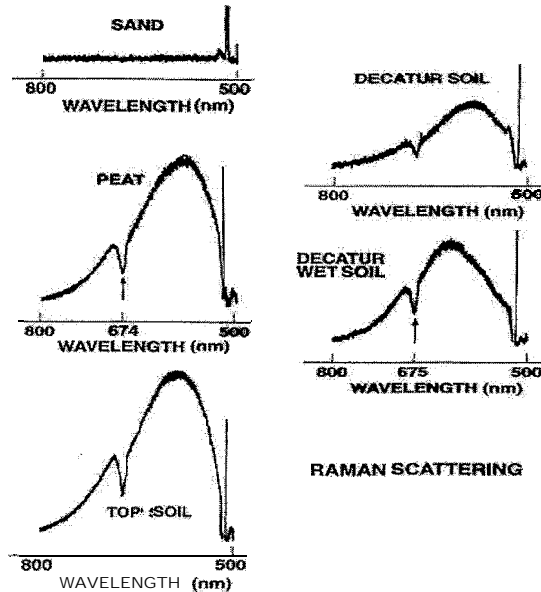 SAND
800 500
WAVELENGTH (nm)
PEAT
800 674 500
WAVELENGTH (nm)
TOP SOIL
800 500
WAVELENGTH (nm)
DECATUR SOIL
800 500
WAVELENGTH (nm)
DECATUR
WET SOIL
800 675 500
WAVELENGTH (nm)
RAMAN SCATTERING